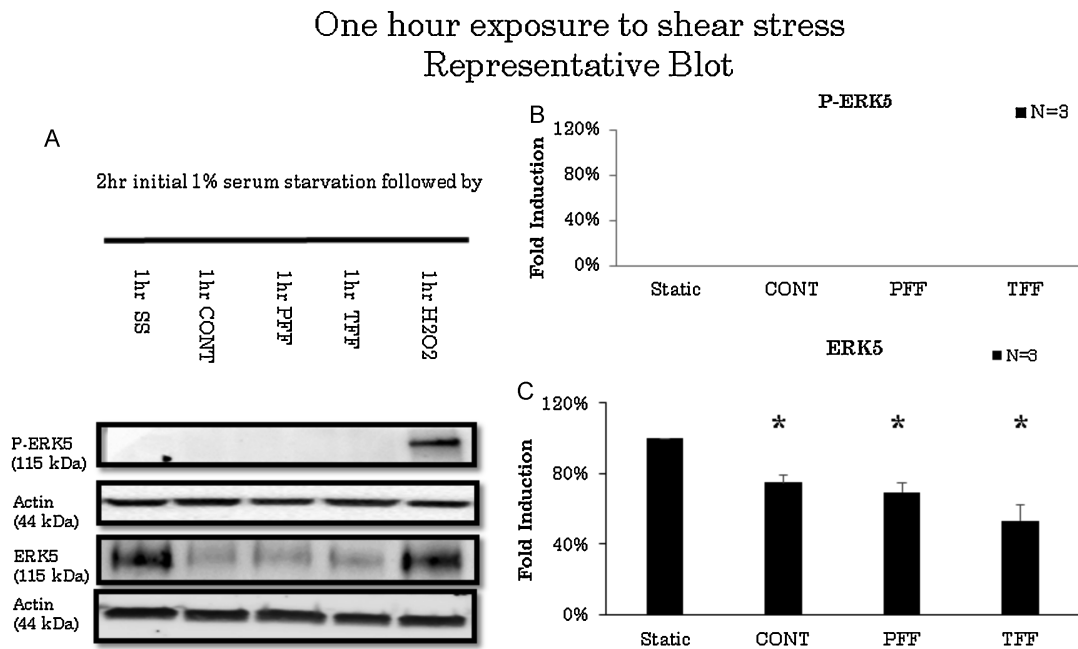 One hour exposure to shear stress
Representative Blot
A
2hr initial 1% serum starvation followed by
1hr SS
1hr CONT
1hr PFF
1hr TFF
1hr H2O2
P-ERK5
(115 kDa)
Actin
(44 kDa)
ERK5
(115 kDa)
Actin
(44 kDa)
B
P-ERK5
N=3
Fold Induction
120%
80%
40%
0%
Static CONT PFF TFF
C
ERK5
N=3
Fold Induction
120%
80%
40%
0%
* * *
Static CONT PFF TFF